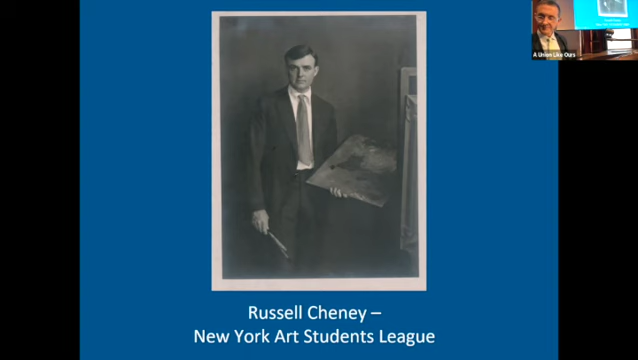 A Union Like Ours
Russell Cheney –
New York Art Students League